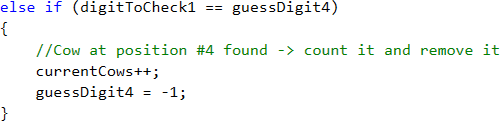 else if (digitToCheck1 == guessDigit4)
{
//Cow at position #4 found -> count it and remove it
currentCows++;
guessDigit4 = -1;
}